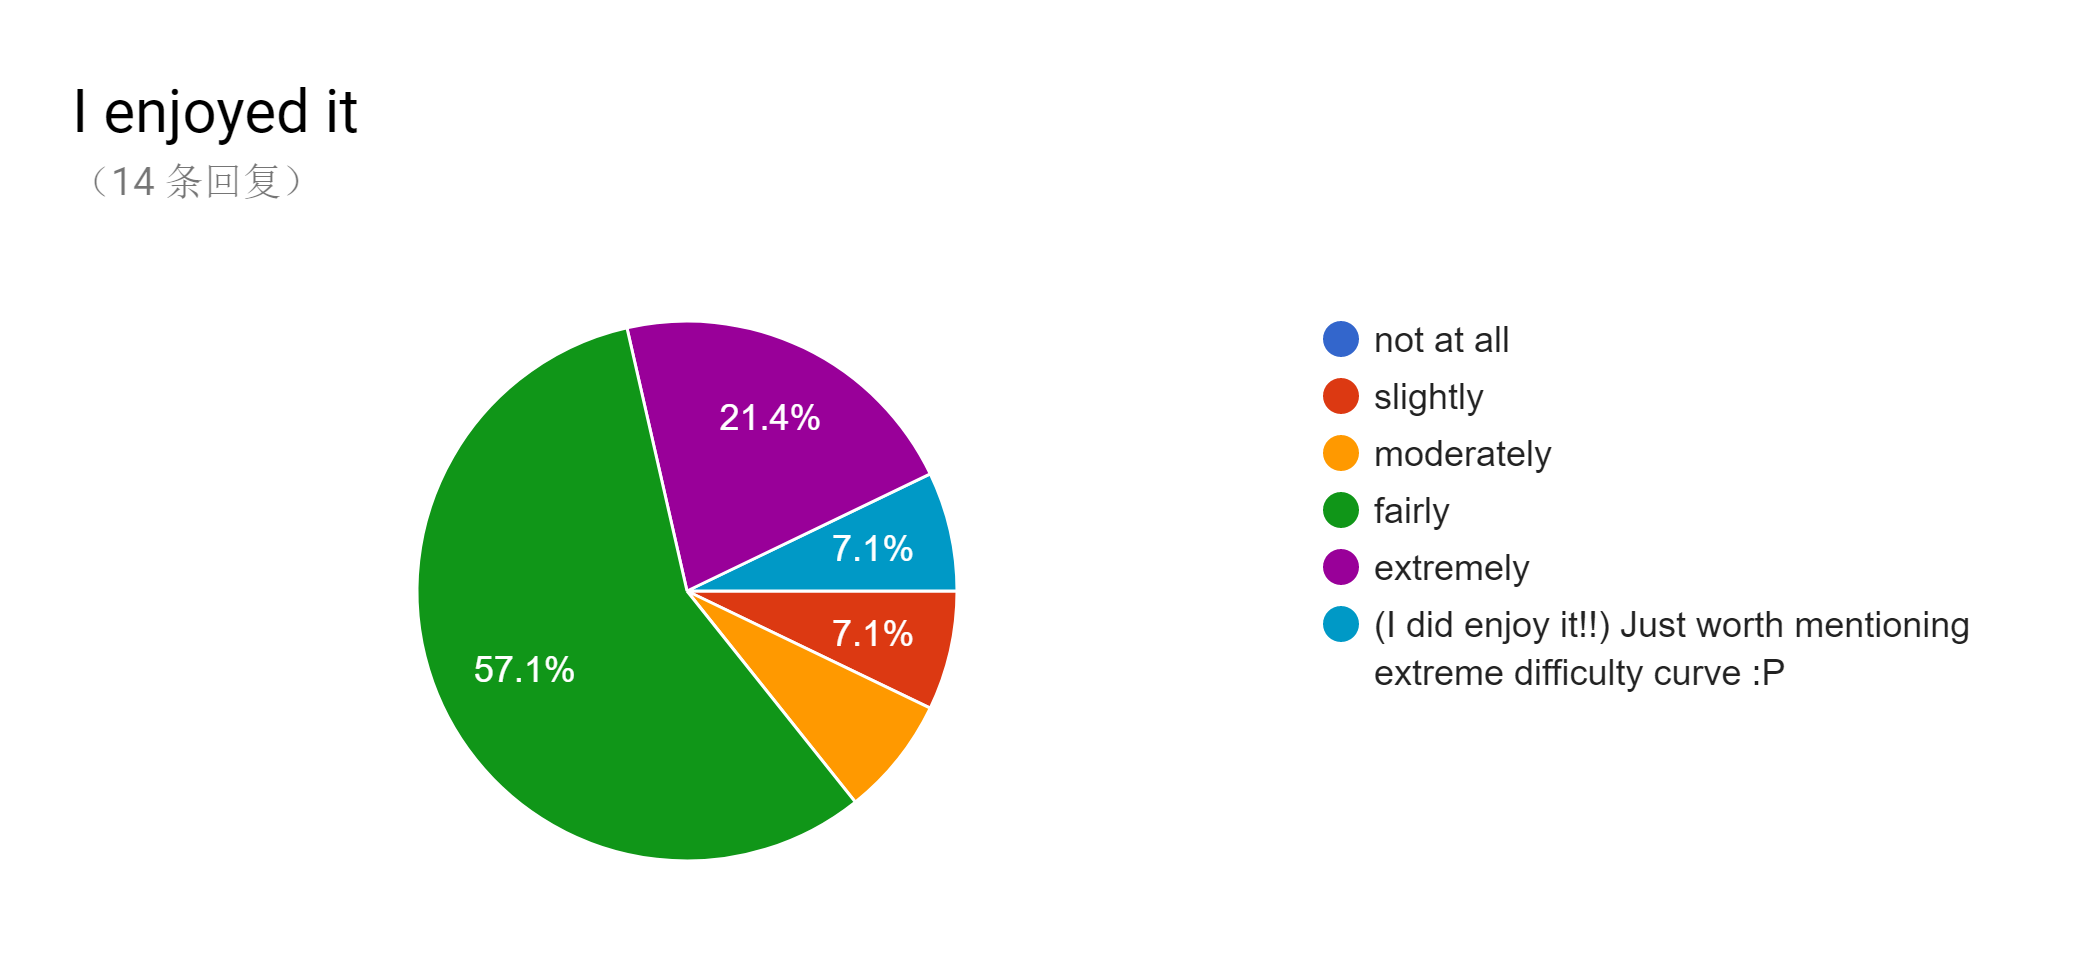 I enjoyed it
（14 条回复）
21.4%
7.1%
7.1%
57.1%
not at all
slightly
moderately
fairly
extremely
(I did enjoy it!!) Just worth mentioning
extreme difficulty curve :P